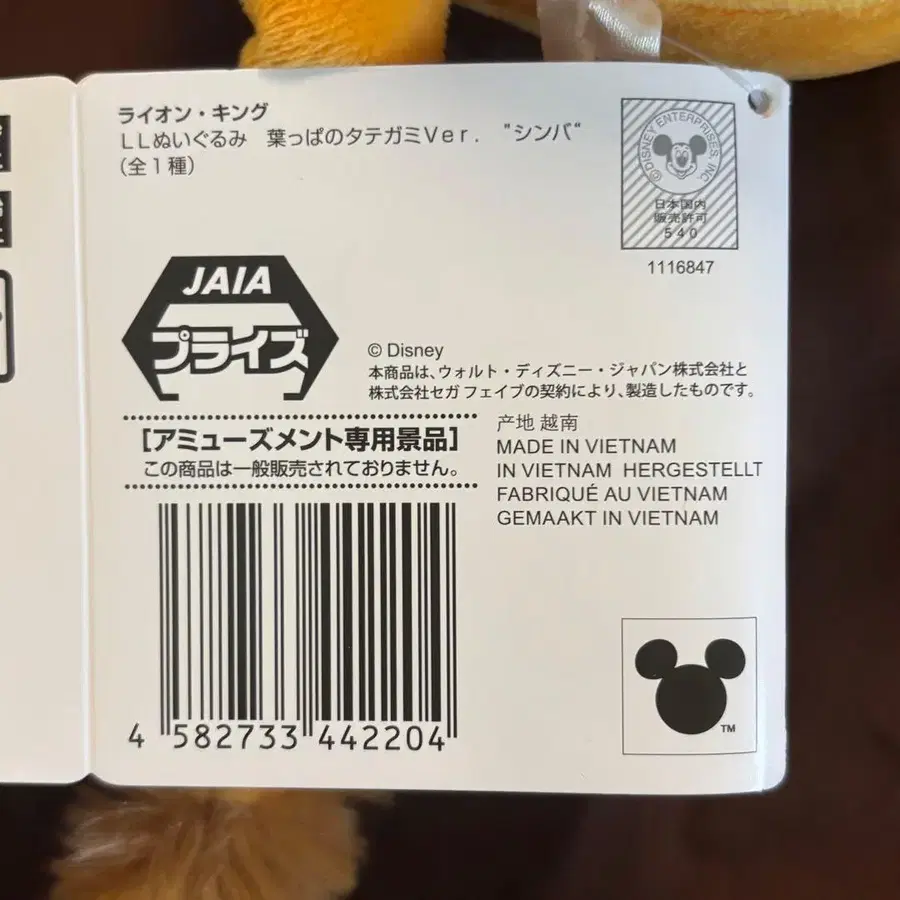 ライオン・キング
LLぬいぐるみ 葉っぱのタテガミVer. "シンバ"
(全1種)
©DISNEY ENTERPRISES, INC.
日本国内
販売許可
540
1116847
JAIA
プライズ
© Disney
本商品は、ウォルト・ディズニー・ジャパン株式会社と
株式会社セガ フェイブの契約により、製造したものです。
[アミューズメント専用景品]
この商品は一般販売されておりません。
产地 越南
MADE IN VIETNAM
IN VIETNAM HERGESTELLT
FABRIQUÉ AU VIETNAM
GEMAAKT IN VIETNAM
4 582733 442204
TM